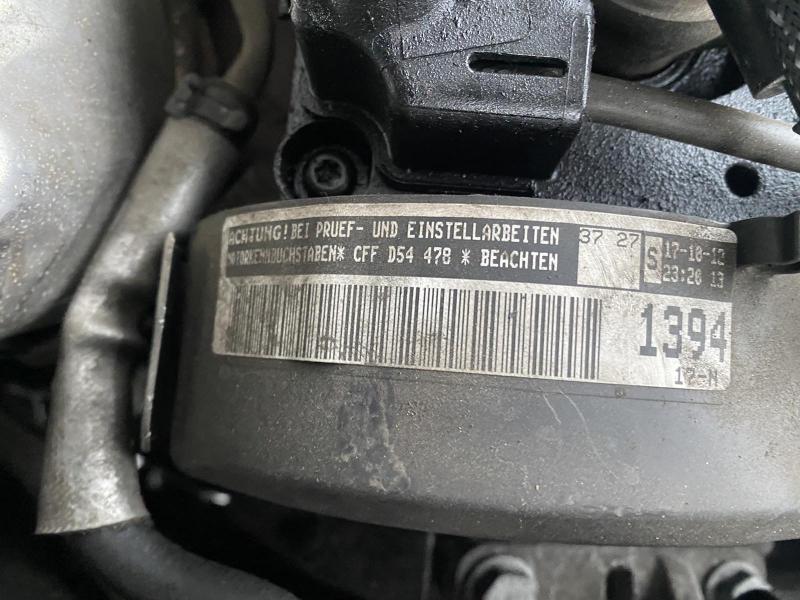 ACHTUNG! BEI PRUEF- UND EINSTELLARBEITEN
MOTORKENNBUCHSTABEN* CFF D54 478 * BEACHTEN
37 27
S
17-10-12
23:20 13
1394
17-M